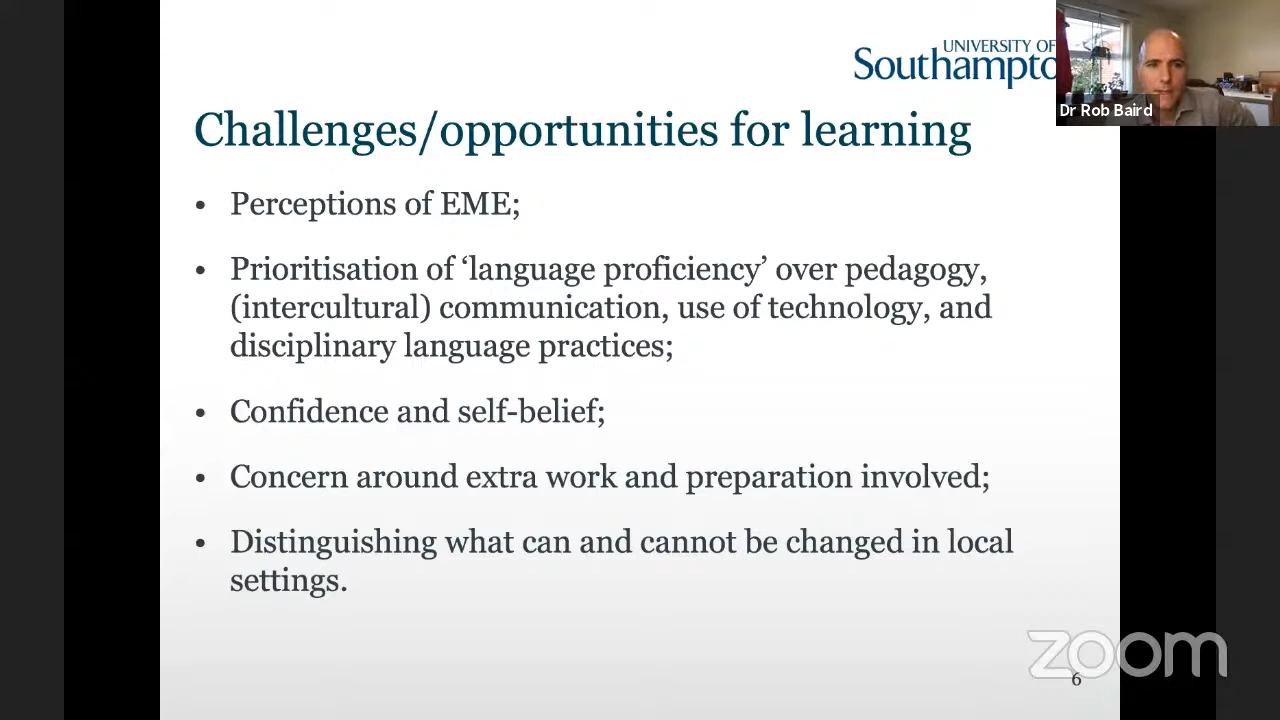 UNIVERSITY OF
Southampto
Dr Rob Baird
Challenges/opportunities for learning
• Perceptions of EME;
• Prioritisation of ‘language proficiency’ over pedagogy,
(intercultural) communication, use of technology, and
disciplinary language practices;
• Confidence and self-belief;
• Concern around extra work and preparation involved;
• Distinguishing what can and cannot be changed in local
settings.
zoom
6